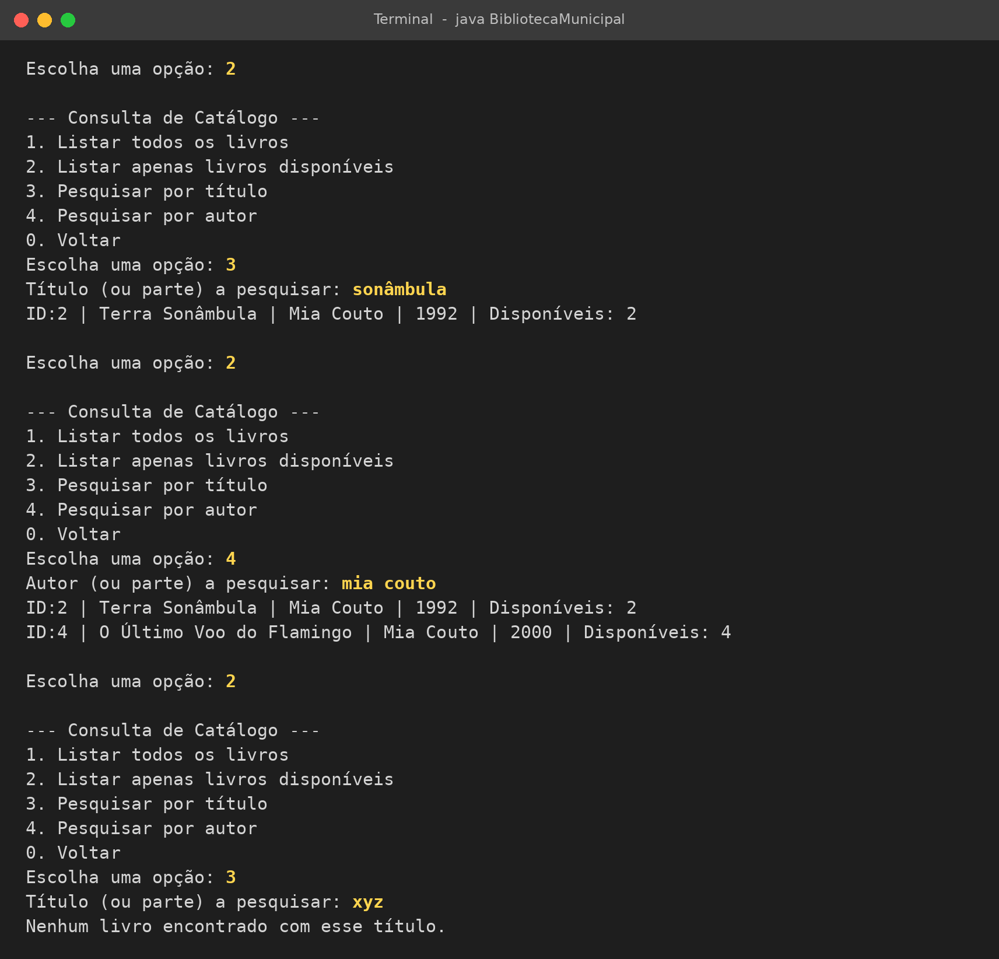 Terminal - java BibliotecaMunicipal
Escolha uma opção: 2
--- Consulta de Catálogo ---
1. Listar todos os livros
2. Listar apenas livros disponíveis
3. Pesquisar por título
4. Pesquisar por autor
0. Voltar
Escolha uma opção: 3
Título (ou parte) a pesquisar: sonâmbula
ID:2 | Terra Sonâmbula | Mia Couto | 1992 | Disponíveis: 2
Escolha uma opção: 2
--- Consulta de Catálogo ---
1. Listar todos os livros
2. Listar apenas livros disponíveis
3. Pesquisar por título
4. Pesquisar por autor
0. Voltar
Escolha uma opção: 4
Autor (ou parte) a pesquisar: mia couto
ID:2 | Terra Sonâmbula | Mia Couto | 1992 | Disponíveis: 2
ID:4 | O Último Voo do Flamingo | Mia Couto | 2000 | Disponíveis: 4
Escolha uma opção: 2
--- Consulta de Catálogo ---
1. Listar todos os livros
2. Listar apenas livros disponíveis
3. Pesquisar por título
4. Pesquisar por autor
0. Voltar
Escolha uma opção: 3
Título (ou parte) a pesquisar: xyz
Nenhum livro encontrado com esse título.